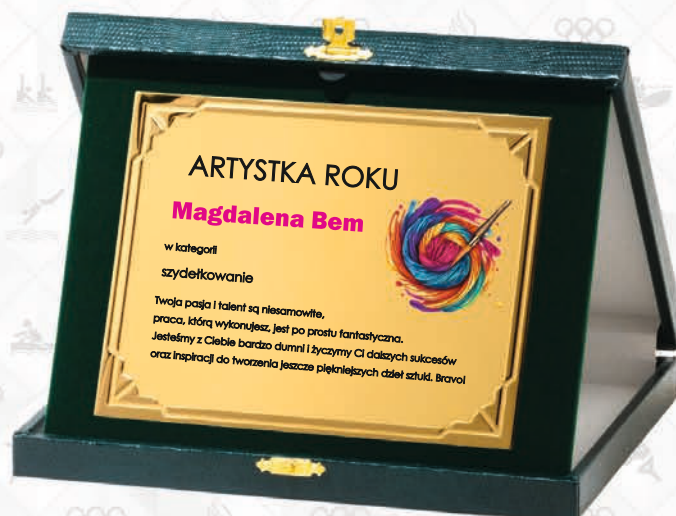 ARTYSTKA ROKU
Magdalena Bem
w kategorii
szydełkowanie
Twoja pasja i talent są niesamowite,
praca, którą wykonujesz, jest po prostu fantastyczna.
Jesteśmy z Ciebie bardzo dumni i życzymy Ci dalszych sukcesów
oraz inspiracji do tworzenia jeszcze piękniejszych dzieł sztuki. Bravo!